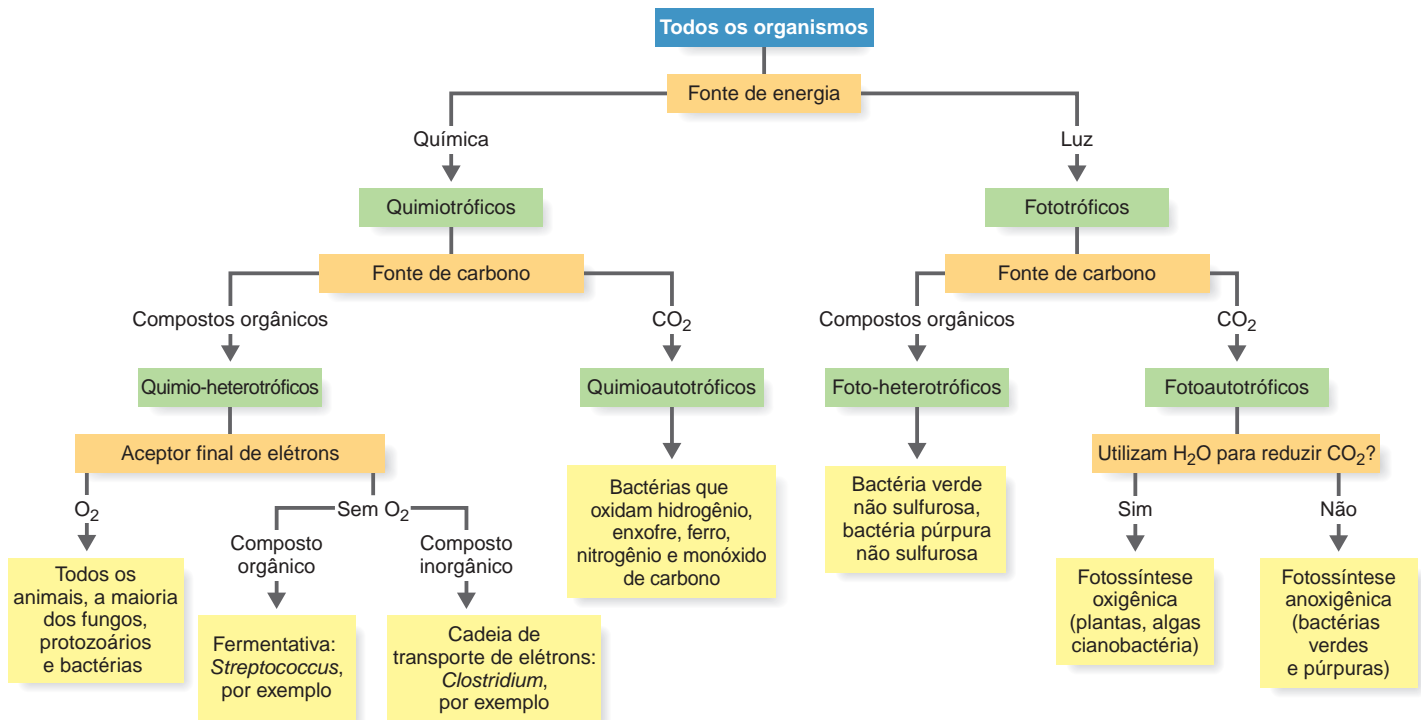 Todos os organismos
Fonte de energia
Química
Luz
Quimiotróficos
Fototróficos
Fonte de carbono
Fonte de carbono
Compostos orgânicos
CO2
Compostos orgânicos
CO2
Quimio-heterotróficos
Quimioautotróficos
Foto-heterotróficos
Fotoautotróficos
Aceptor final de elétrons
Utilizam H2O para reduzir CO2?
O2
Sem O2
Composto
orgânico
Composto
inorgânico
Sim
Não
Todos os
animais, a maioria
dos fungos,
protozoários
e bactérias
Fermentativa:
Streptococcus,
por exemplo
Cadeia de
transporte de elétrons:
Clostridium,
por exemplo
Bactérias que
oxidam hidrogênio,
enxofre, ferro,
nitrogênio e monóxido
de carbono
Bactéria verde
não sulfurosa,
bactéria púrpura
não sulfurosa
Fotossíntese
oxigênica
(plantas, algas
cianobactéria)
Fotossíntese
anoxigênica
(bactérias
verdes
e púrpuras)